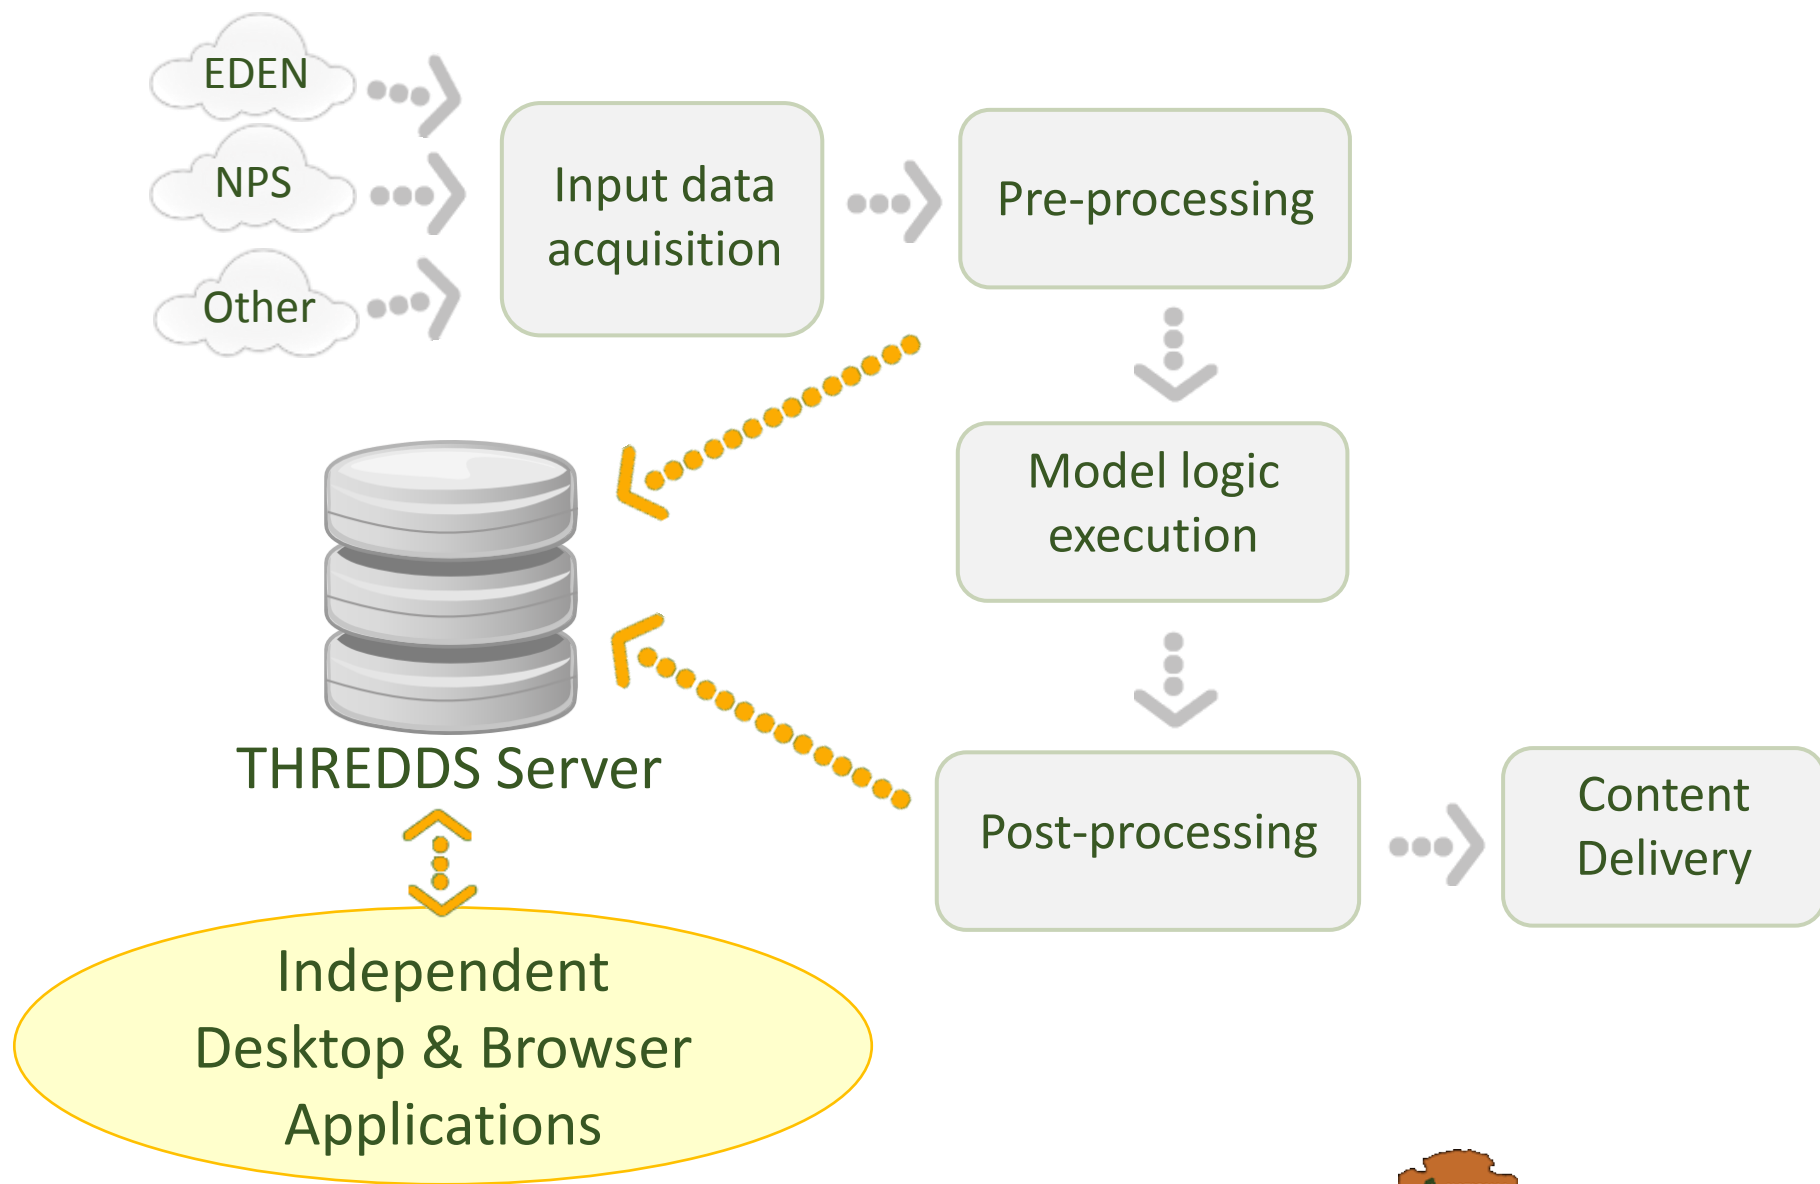 EDEN
NPS
Other
Input data
acquisition
Pre-processing
Model logic
execution
THREDDS Server
Post-processing
Content
Delivery
Independent
Desktop & Browser
Applications